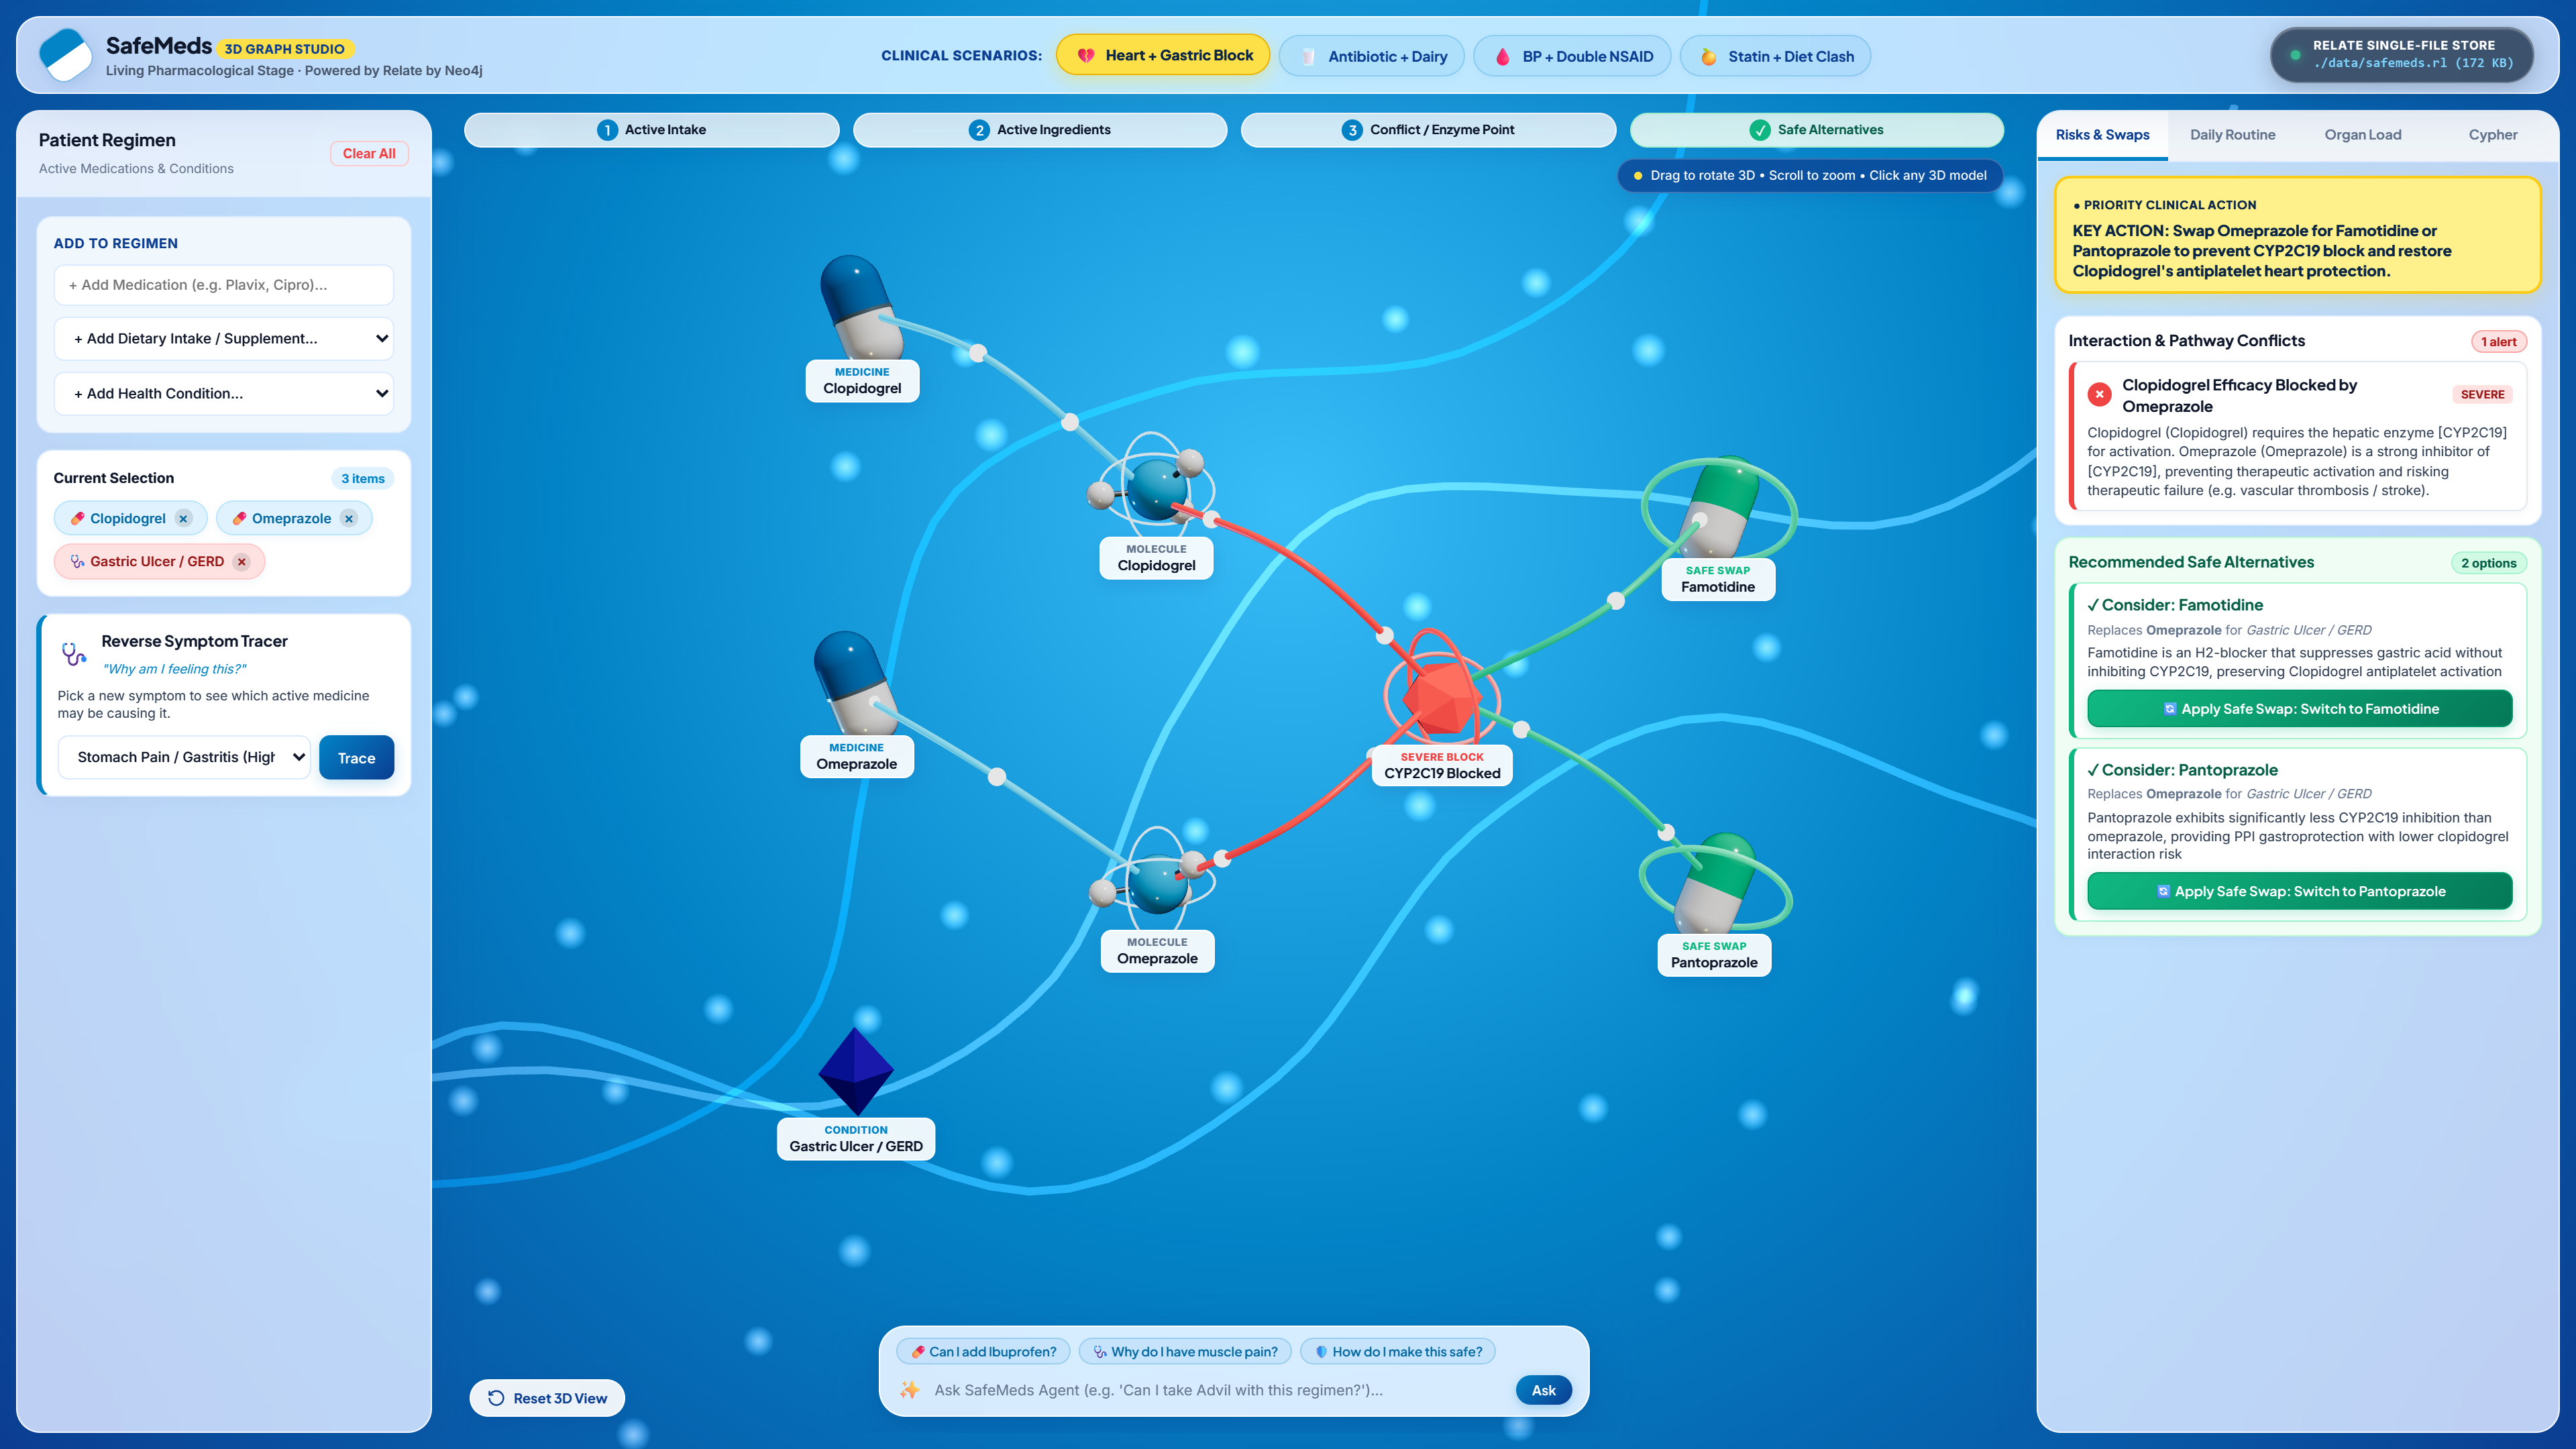 SafeMeds 3D GRAPH STUDIO
Living Pharmacological Stage · Powered by Relate by Neo4j
CLINICAL SCENARIOS:
Heart + Gastric Block
Antibiotic + Dairy
BP + Double NSAID
Statin + Diet Clash
RELATE SINGLE-FILE STORE
./data/safemeds.rl (172 KB)
Patient Regimen
Active Medications & Conditions
Clear All
ADD TO REGIMEN
+ Add Medication (e.g. Plavix, Cipro)...
+ Add Dietary Intake / Supplement...
+ Add Health Condition...
Current Selection
3 items
Clopidogrel ×
Omeprazole ×
Gastric Ulcer / GERD ×
Reverse Symptom Tracer
"Why am I feeling this?"
Pick a new symptom to see which active medicine
may be causing it.
Stomach Pain / Gastritis (High
Trace
1 Active Intake
2 Active Ingredients
3 Conflict / Enzyme Point
✓ Safe Alternatives
Drag to rotate 3D • Scroll to zoom • Click any 3D model
MEDICINE
Clopidogrel
MOLECULE
Clopidogrel
SAFE SWAP
Famotidine
MEDICINE
Omeprazole
SEVERE BLOCK
CYP2C19 Blocked
MOLECULE
Omeprazole
SAFE SWAP
Pantoprazole
CONDITION
Gastric Ulcer / GERD
Reset 3D View
Can I add Ibuprofen?
Why do I have muscle pain?
How do I make this safe?
Ask SafeMeds Agent (e.g. 'Can I take Advil with this regimen?')...
Ask
Risks & Swaps
Daily Routine
Organ Load
Cypher
● PRIORITY CLINICAL ACTION
KEY ACTION: Swap Omeprazole for Famotidine or
Pantoprazole to prevent CYP2C19 block and restore
Clopidogrel's antiplatelet heart protection.
Interaction & Pathway Conflicts
1 alert
Clopidogrel Efficacy Blocked by
Omeprazole
SEVERE
Clopidogrel (Clopidogrel) requires the hepatic enzyme [CYP2C19]
for activation. Omeprazole (Omeprazole) is a strong inhibitor of
[CYP2C19], preventing therapeutic activation and risking
therapeutic failure (e.g. vascular thrombosis / stroke).
Recommended Safe Alternatives
2 options
✓ Consider: Famotidine
Replaces Omeprazole for Gastric Ulcer / GERD
Famotidine is an H2-blocker that suppresses gastric acid without
inhibiting CYP2C19, preserving Clopidogrel antiplatelet activation
Apply Safe Swap: Switch to Famotidine
✓ Consider: Pantoprazole
Replaces Omeprazole for Gastric Ulcer / GERD
Pantoprazole exhibits significantly less CYP2C19 inhibition than
omeprazole, providing PPI gastroprotection with lower clopidogrel
interaction risk
Apply Safe Swap: Switch to Pantoprazole